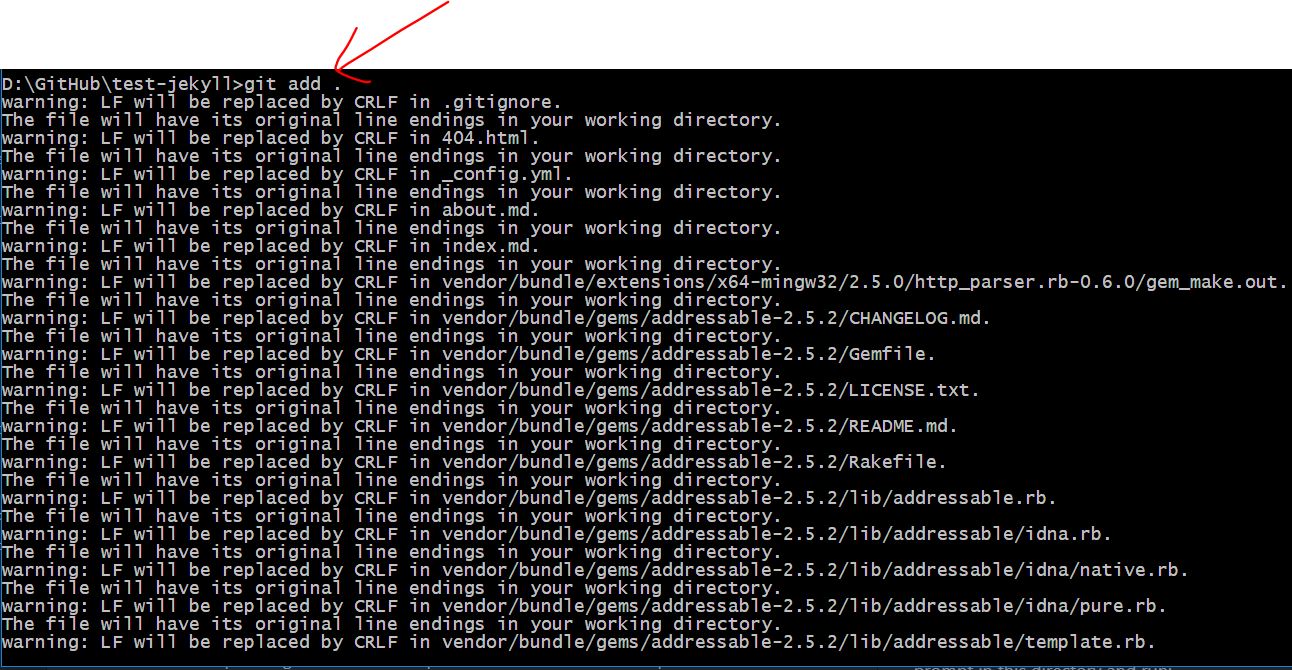 D:\GitHub\test-jekyll>git add .
warning: LF will be replaced by CRLF in .gitignore.
The file will have its original line endings in your working directory.
warning: LF will be replaced by CRLF in 404.html.
The file will have its original line endings in your working directory.
warning: LF will be replaced by CRLF in _config.yml.
The file will have its original line endings in your working directory.
warning: LF will be replaced by CRLF in about.md.
The file will have its original line endings in your working directory.
warning: LF will be replaced by CRLF in index.md.
The file will have its original line endings in your working directory.
warning: LF will be replaced by CRLF in vendor/bundle/extensions/x64-mingw32/2.5.0/http_parser.rb-0.6.0/gem_make.out.
The file will have its original line endings in your working directory.
warning: LF will be replaced by CRLF in vendor/bundle/gems/addressable-2.5.2/CHANGELOG.md.
The file will have its original line endings in your working directory.
warning: LF will be replaced by CRLF in vendor/bundle/gems/addressable-2.5.2/Gemfile.
The file will have its original line endings in your working directory.
warning: LF will be replaced by CRLF in vendor/bundle/gems/addressable-2.5.2/LICENSE.txt.
The file will have its original line endings in your working directory.
warning: LF will be replaced by CRLF in vendor/bundle/gems/addressable-2.5.2/README.md.
The file will have its original line endings in your working directory.
warning: LF will be replaced by CRLF in vendor/bundle/gems/addressable-2.5.2/Rakefile.
The file will have its original line endings in your working directory.
warning: LF will be replaced by CRLF in vendor/bundle/gems/addressable-2.5.2/lib/addressable.rb.
The file will have its original line endings in your working directory.
warning: LF will be replaced by CRLF in vendor/bundle/gems/addressable-2.5.2/lib/addressable/idna.rb.
The file will have its original line endings in your working directory.
warning: LF will be replaced by CRLF in vendor/bundle/gems/addressable-2.5.2/lib/addressable/idna/native.rb.
The file will have its original line endings in your working directory.
warning: LF will be replaced by CRLF in vendor/bundle/gems/addressable-2.5.2/lib/addressable/idna/pure.rb.
The file will have its original line endings in your working directory.
warning: LF will be replaced by CRLF in vendor/bundle/gems/addressable-2.5.2/lib/addressable/template.rb.
prompt in this directory and run: